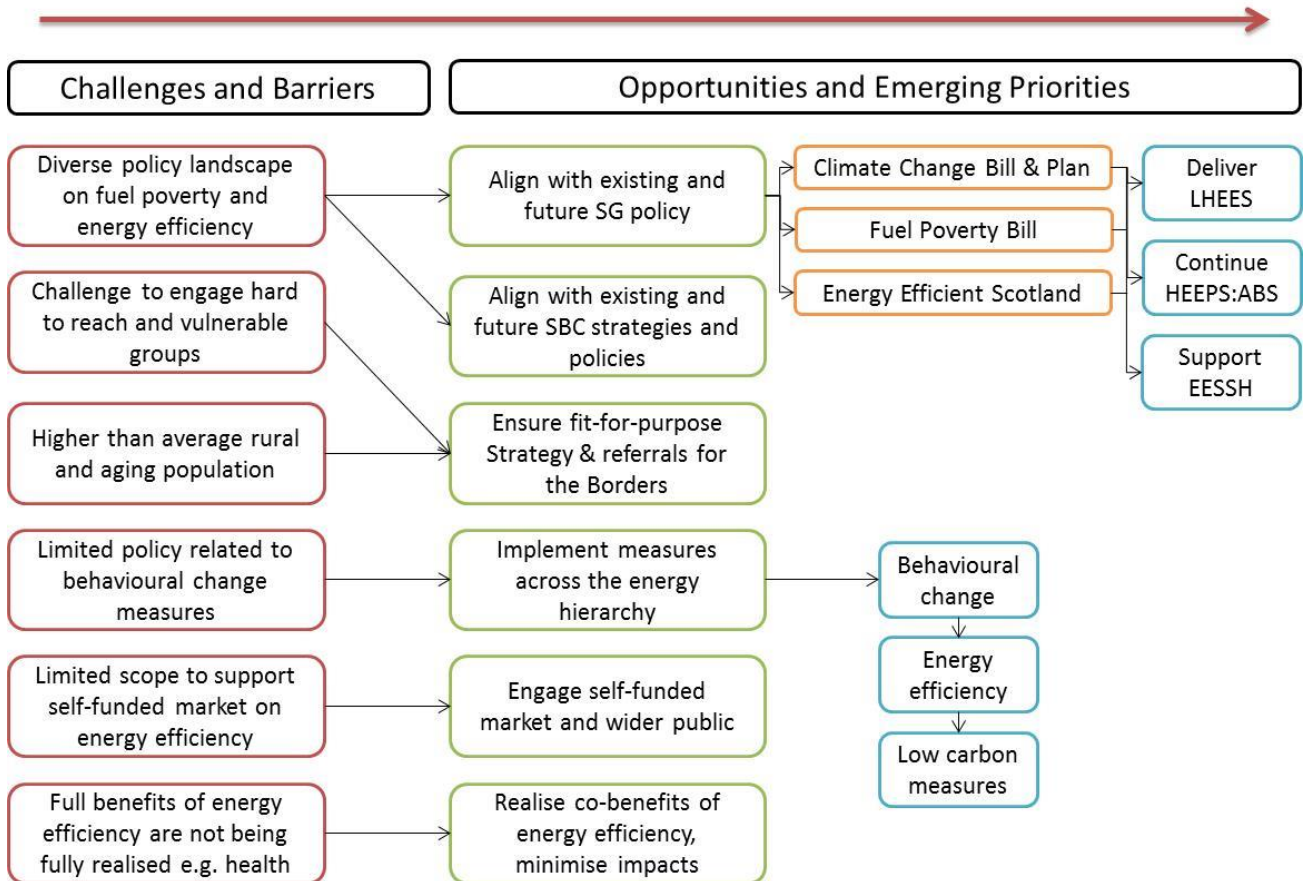 Challenges and Barriers
Opportunities and Emerging Priorities
Diverse policy landscape
on fuel poverty and
energy efficiency
Align with existing and
future SG policy
Climate Change Bill & Plan
Fuel Poverty Bill
Energy Efficient Scotland
Deliver
LHEES
Continue
HEEPS:ABS
Support
EESSH
Challenge to engage hard
to reach and vulnerable
groups
Align with existing and
future SBC strategies and
policies
Higher than average rural
and aging population
Ensure fit-for-purpose
Strategy & referrals for
the Borders
Limited policy related to
behavioural change
measures
Implement measures
across the energy
hierarchy
Behavioural
change
Energy
efficiency
Low carbon
measures
Limited scope to support
self-funded market on
energy efficiency
Engage self-funded
market and wider public
Full benefits of energy
efficiency are not being
fully realised e.g. health
Realise co-benefits of
energy efficiency,
minimise impacts